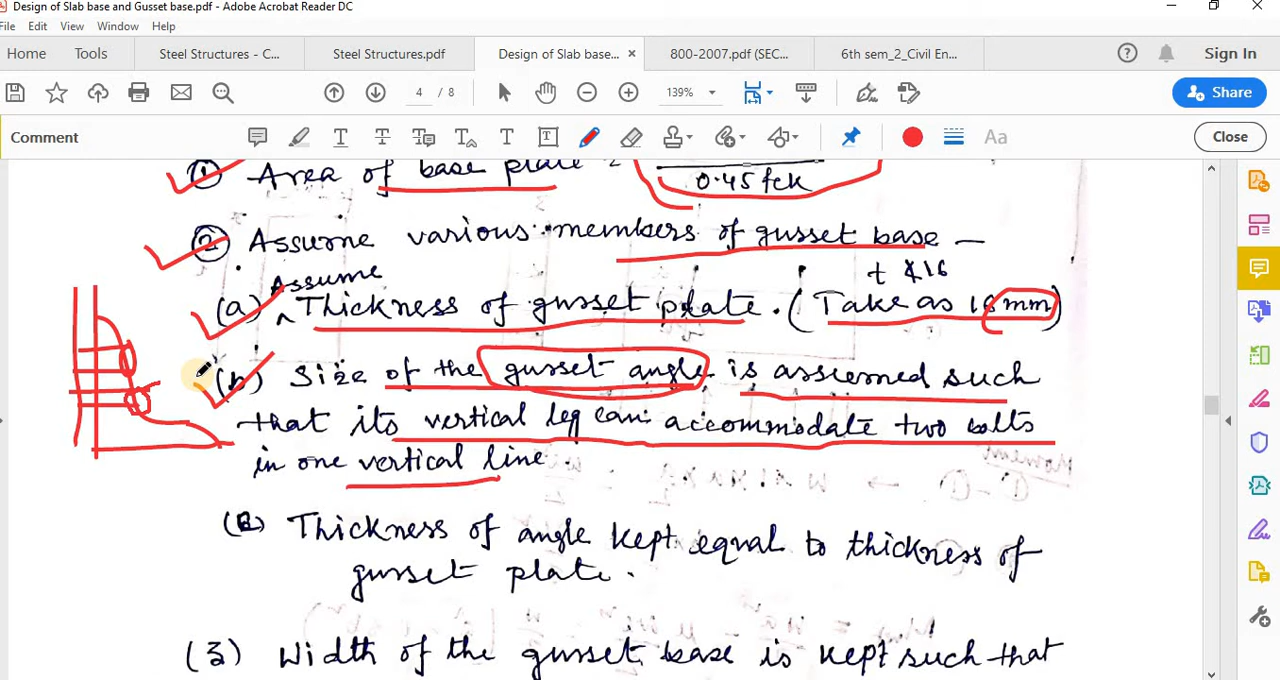 Design of Slab base and Gusset base.pdf - Adobe Acrobat Reader DC
File Edit View Window Help
Home Tools Steel Structures - C... Steel Structures.pdf Design of Slab base... × 800-2007.pdf (SEC... 6th sem_2_Civil En... Sign In
4 / 8 139% Share
Comment Aa Close
① Area of base plate =
0.45 fck
② Assume various members of gusset base —
Assume t ≮ 16
(a) ^ Thickness of gusset plate. (Take as 16 mm)
(b) Size of the gusset angle is assumed such
that its vertical leg can accommodate two bolts
in one vertical line.
(c) Thickness of angle kept equal to thickness of
gusset plate.
(3) Width of the gusset base is kept such that